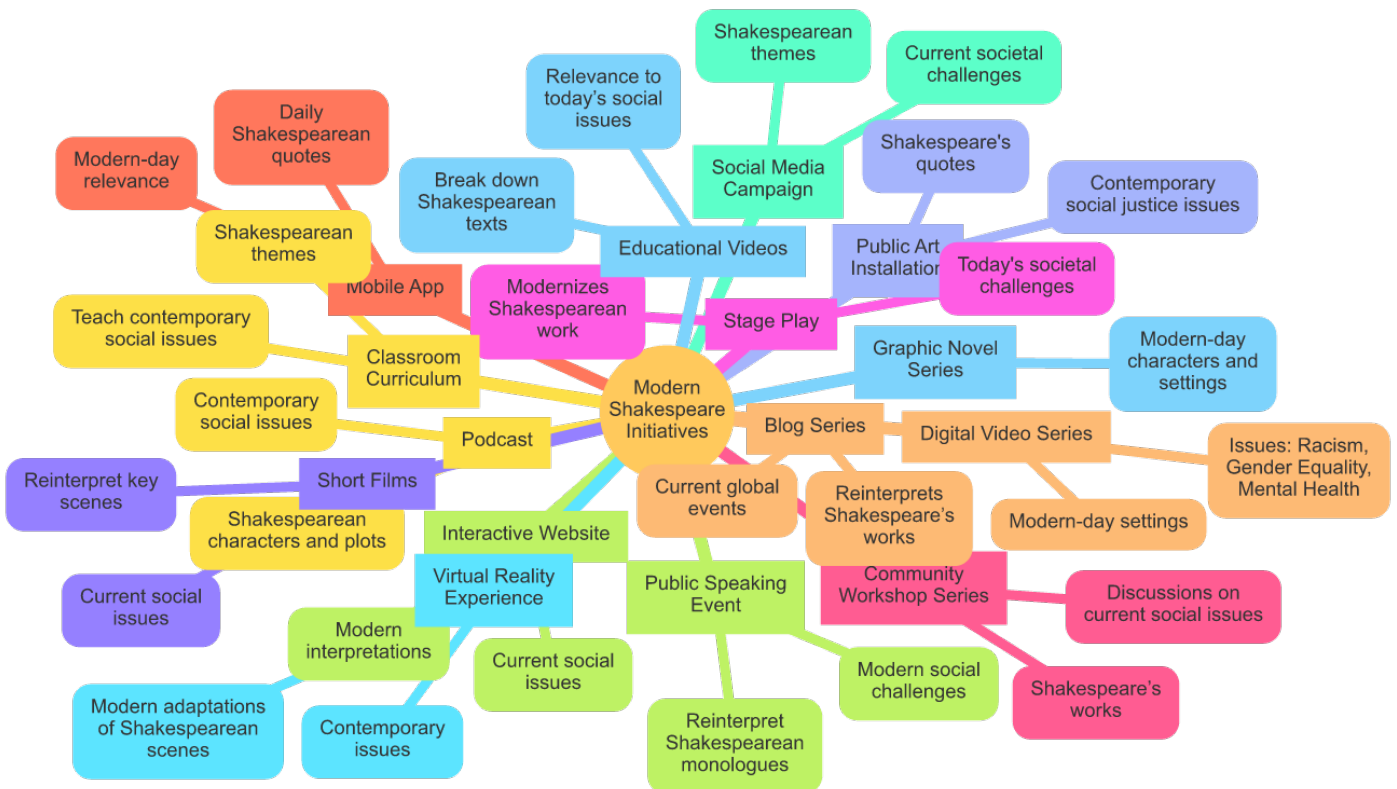 Shakespearean
themes
Current societal
challenges
Relevance to
today's social
issues
Daily
Shakespearean
quotes
Modern-day
relevance
Shakespeare's
quotes
Social Media
Campaign
Break down
Shakespearean
texts
Contemporary
social justice issues
Shakespearean
themes
Educational Videos
Public Art
Installation
Mobile App
Modernizes
Shakespearean
work
Today's societal
challenges
Stage Play
Teach contemporary
social issues
Classroom
Curriculum
Graphic Novel
Series
Modern-day
characters and
settings
Modern
Shakespeare
Initiatives
Contemporary
social issues
Podcast
Blog Series
Digital Video Series
Issues: Racism,
Gender Equality,
Mental Health
Reinterpret key
scenes
Short Films
Current global
events
Reinterprets
Shakespeare’s
works
Modern-day settings
Shakespearean
characters and plots
Interactive Website
Virtual Reality
Experience
Public Speaking
Event
Community
Workshop Series
Discussions on
current social issues
Current social
issues
Modern
interpretations
Current social
issues
Modern social
challenges
Shakespeare’s
works
Modern adaptations
of Shakespearean
scenes
Contemporary
issues
Reinterpret
Shakespearean
monologues